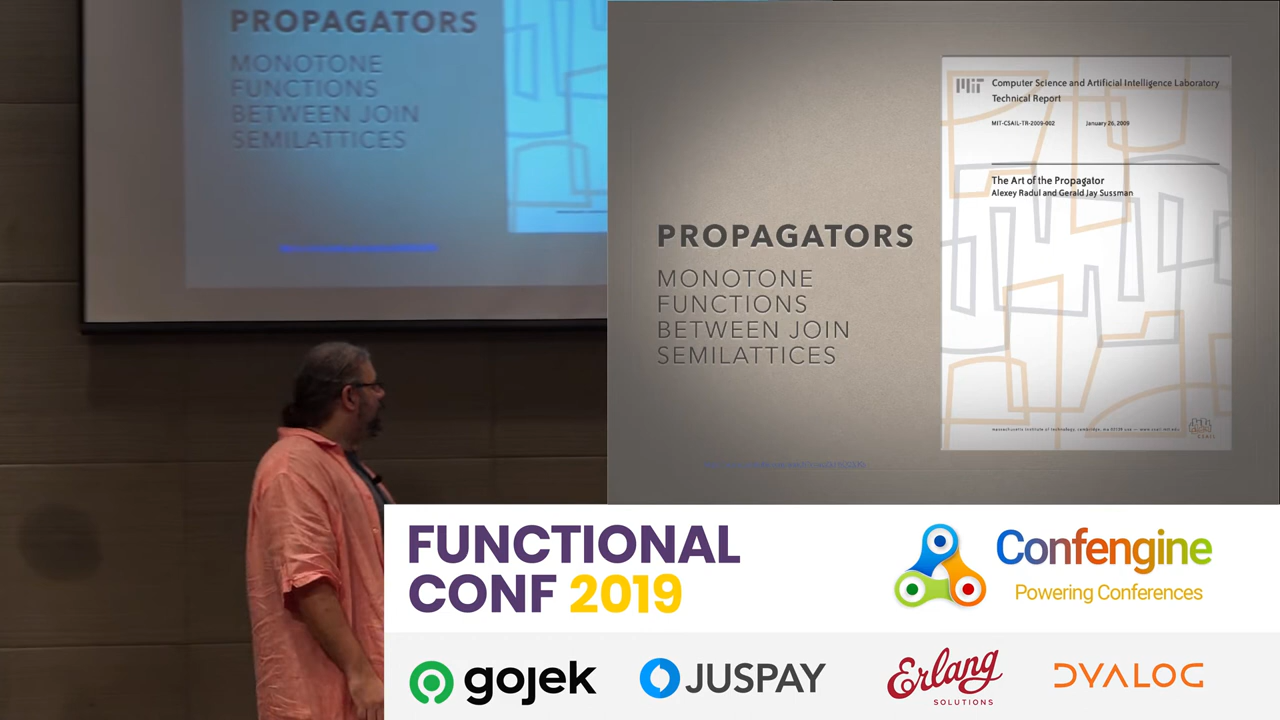 PROPAGATORS
MONOTONE
FUNCTIONS
BETWEEN JOIN
SEMILATTICES
PROPAGATORS
MONOTONE
FUNCTIONS
BETWEEN JOIN
SEMILATTICES
MIT
Computer Science and Artificial Intelligence Laboratory
Technical Report
MIT-CSAIL-TR-2009-002 January 26, 2009
The Art of the Propagator
Alexey Radul and Gerald Jay Sussman
FUNCTIONAL
CONF 2019
Confengine
Powering Conferences
gojek
JUSPAY
Erlang
SOLUTIONS
DYALOG